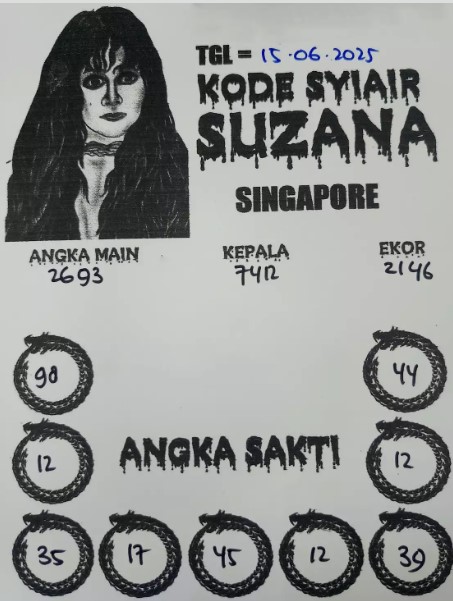 TGL = 15-06-2025
KODE SYIAIR
SUZANA
SINGAPORE
ANGKA MAIN KEPALA EKOR
2693 7412 2146
98 44
12 ANGKA SAKTI 12
35 17 45 12 39